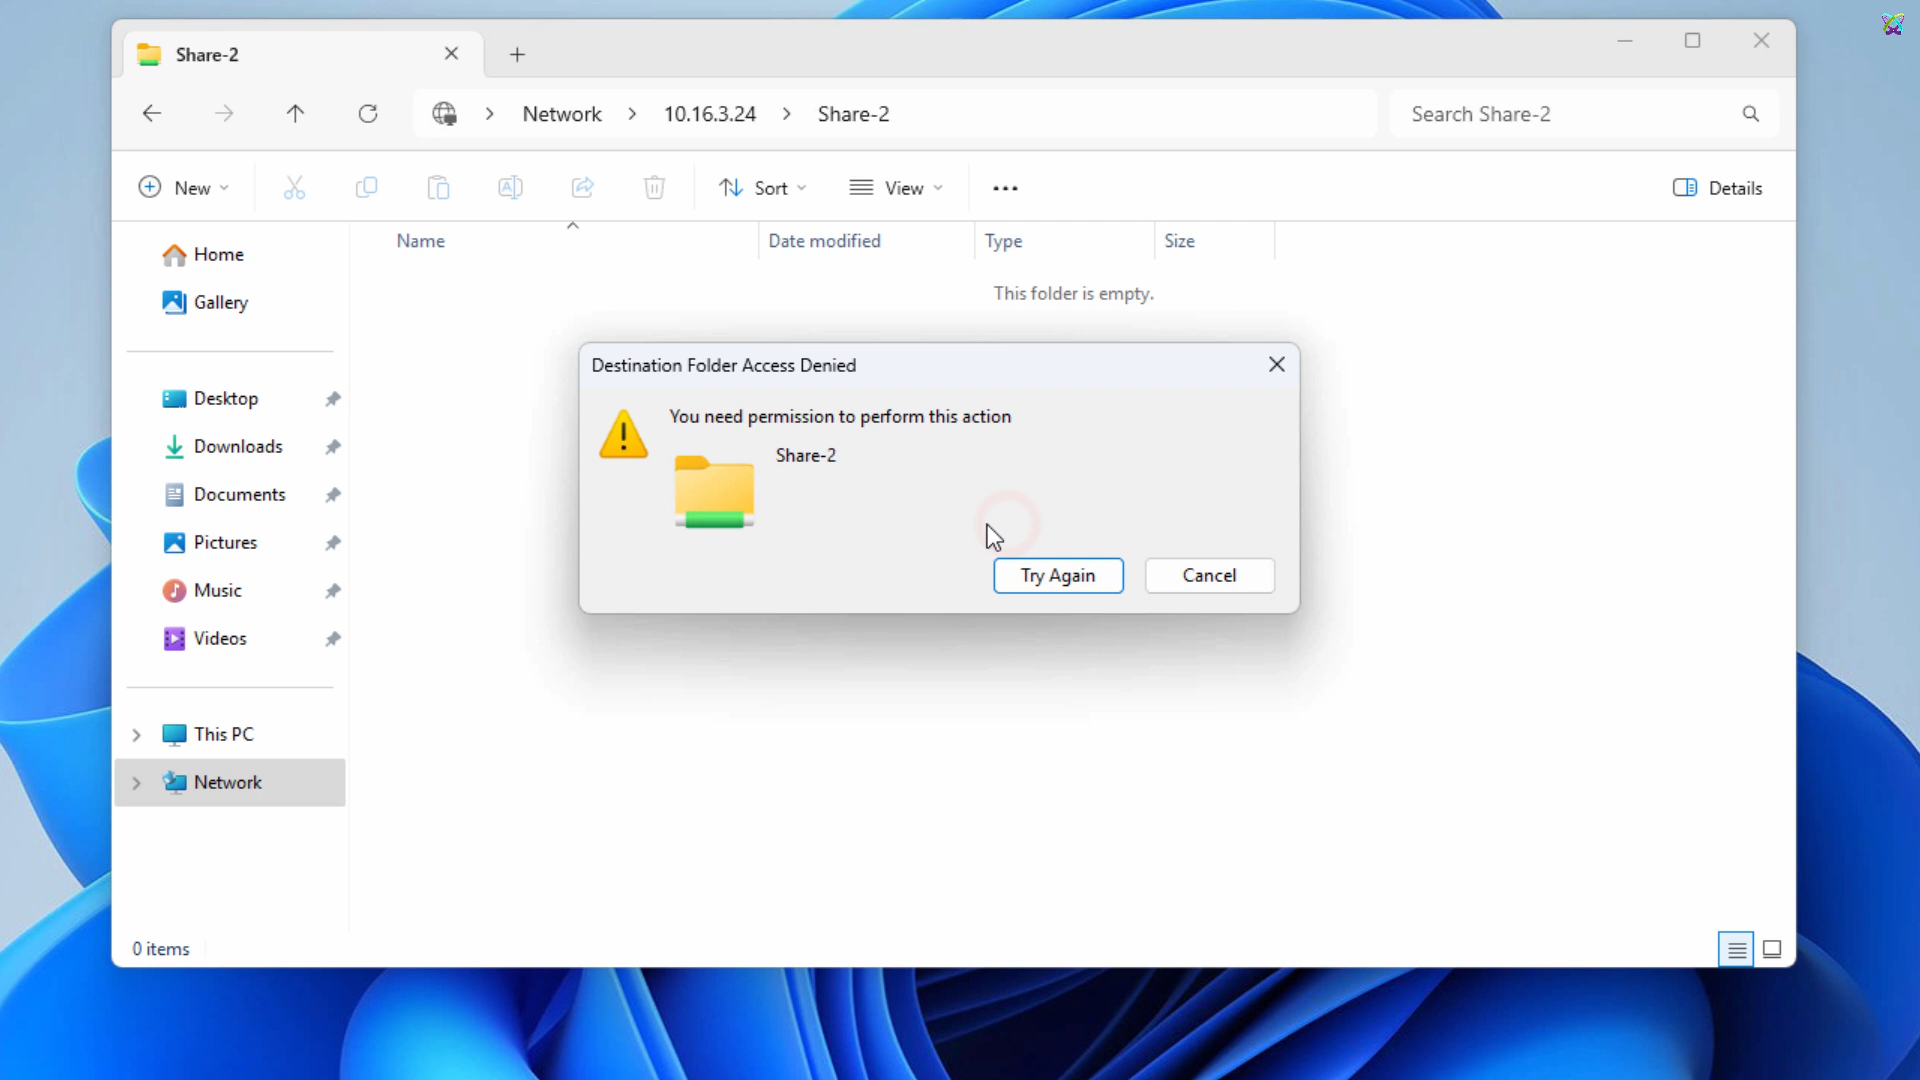 Share-2
Network > 10.16.3.24 > Share-2
Search Share-2
New
Sort
View
Details
Name
Date modified
Type
Size
This folder is empty.
Home
Gallery
Desktop
Downloads
Documents
Pictures
Music
Videos
This PC
Network
Destination Folder Access Denied
You need permission to perform this action
Share-2
Try Again
Cancel
0 items